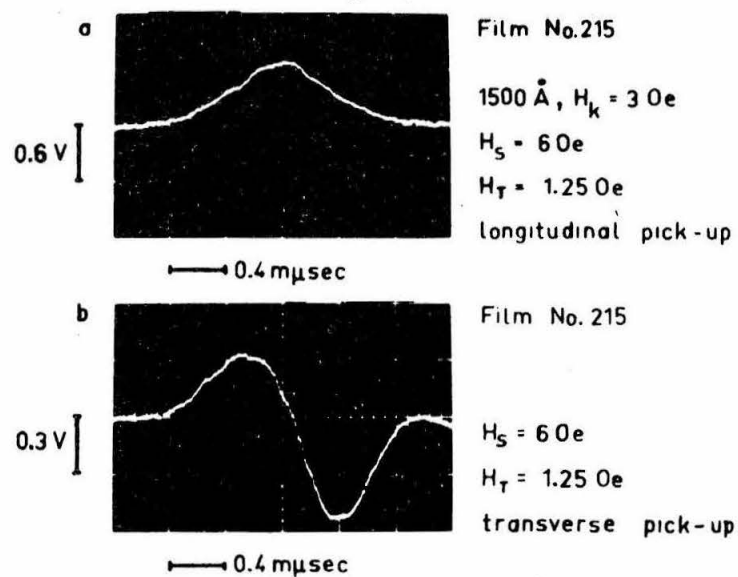 a
Film No.215
1500 Å, Hk = 3 Oe
0.6 V
Hs = 6 Oe
HT = 1.25 Oe
longitudinal pick-up
0.4 mµsec
b
Film No. 215
0.3 V
Hs = 6 Oe
HT = 1.25 Oe
transverse pick-up
0.4 mµsec